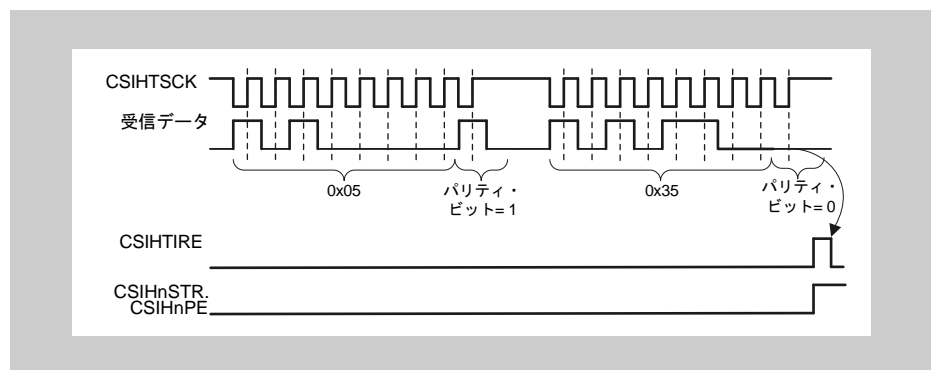 CSIHTSCK
受信データ
0x05
パリティ・
ビット= 1
0x35
パリティ・
ビット= 0
CSIHTIRE
CSIHnSTR.
CSIHnPE